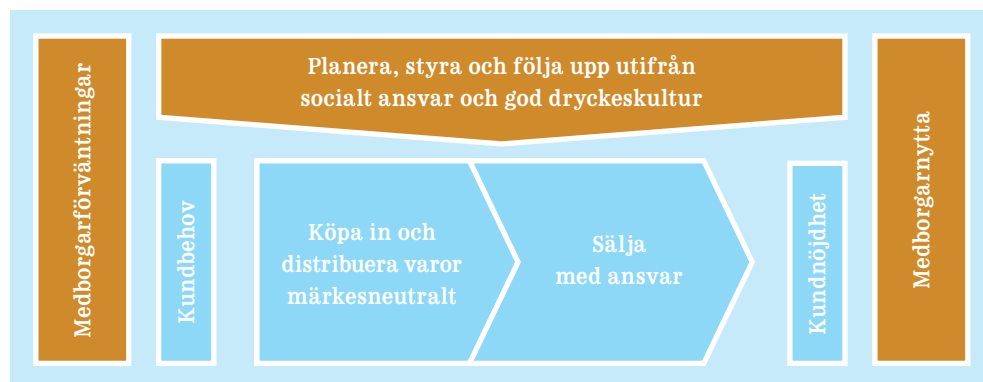 Medborgarförväntningar
Planera, styra och följa upp utifrån
socialt ansvar och god dryckeskultur
Kundbehov
Köpa in och
distribuera varor
märkesneutralt
Sälja
med ansvar
Kundnöjdhet
Medborgarnytta